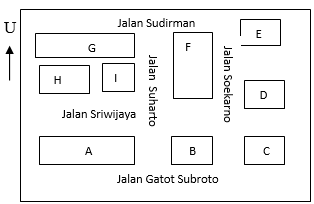 U
Jalan Sudirman
G
F
E
H
I
Jalan Suharto
Jalan Soekarno
D
Jalan Sriwijaya
A
B
C
Jalan Gatot Subroto